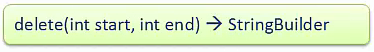 delete(int start, int end) → StringBuilder